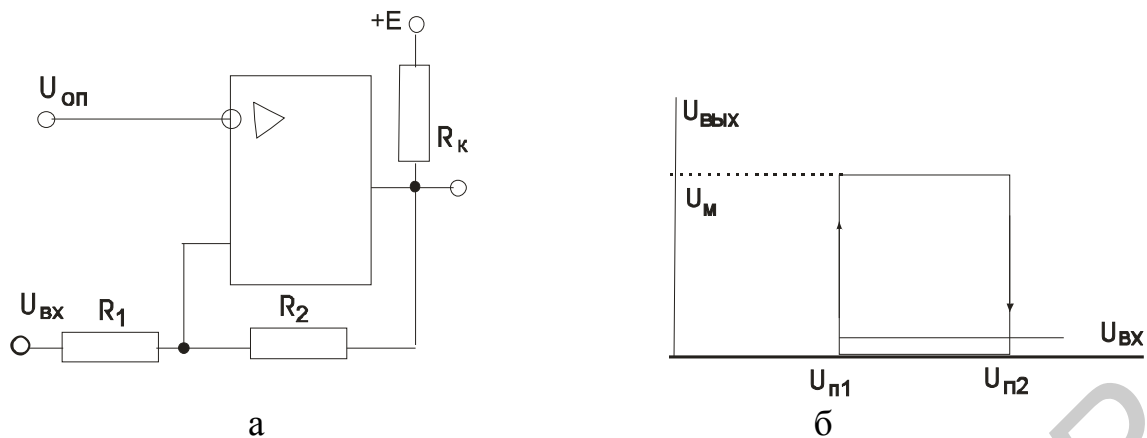 +E
U оп
R к
U вх
R 1
R 2
а
U вых
U м
U вх
U п1
U п2
б